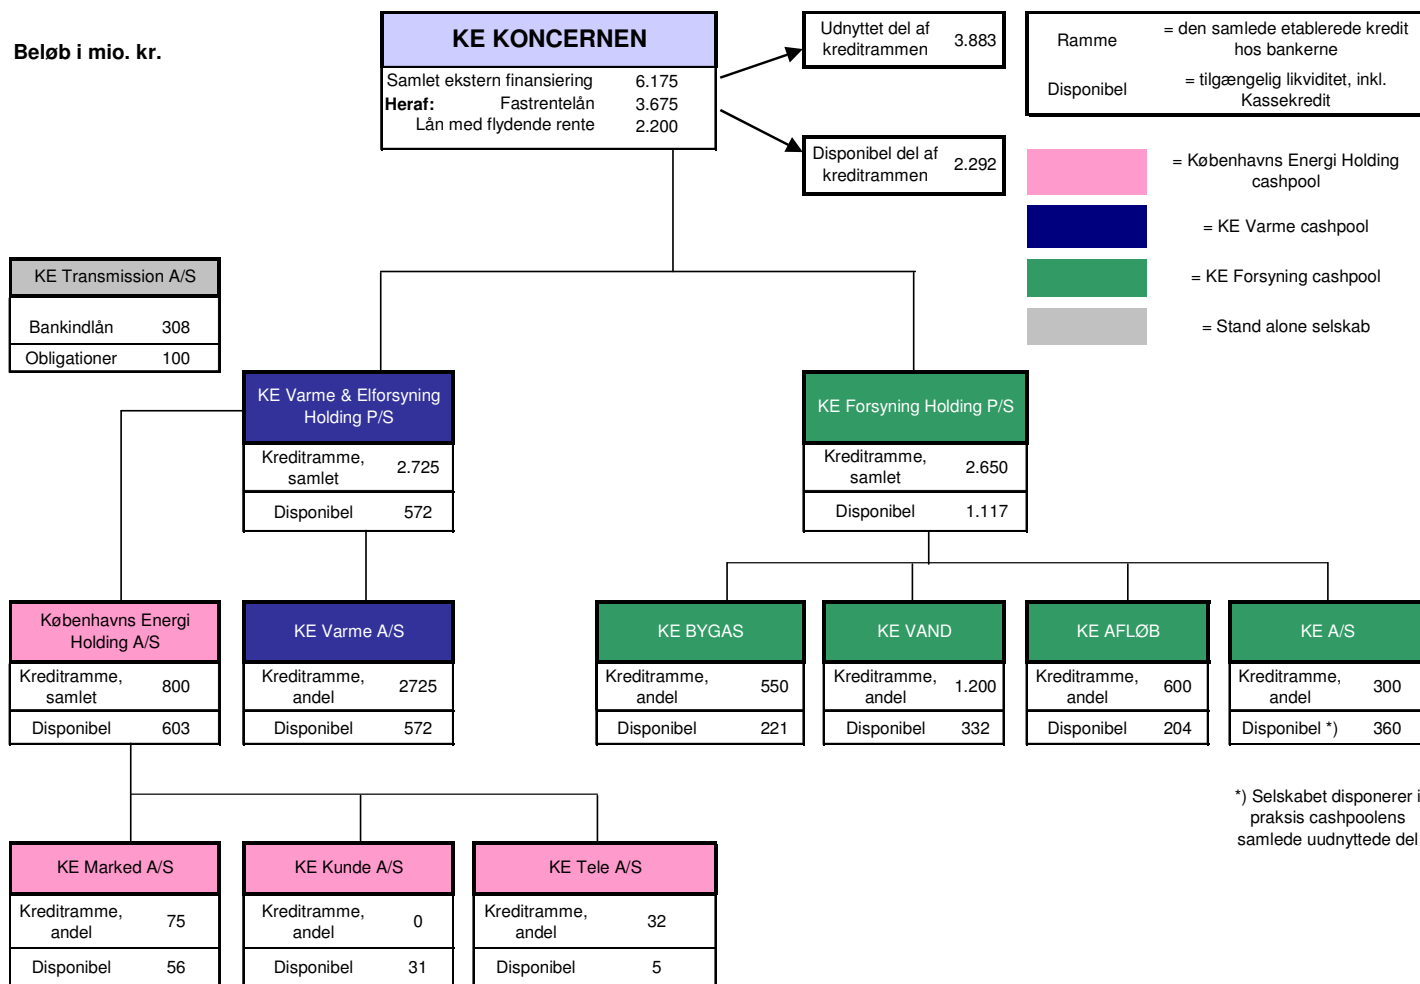 Beløb i mio. kr.
KE KONCERNEN
Samlet ekstern finansiering 6.175
Heraf: Fastrentelån 3.675
Lån med flydende rente 2.200
Udnyttet del af
kreditrammen 3.883
Disponibel del af
kreditrammen 2.292
Ramme = den samlede etablerede kredit
hos bankerne
Disponibel = tilgængelig likviditet, inkl.
Kassekredit
= Københavns Energi Holding
cashpool
= KE Varme cashpool
= KE Forsyning cashpool
= Stand alone selskab
KE Transmission A/S
Bankindlån 308
Obligationer 100
KE Varme & Elforsyning
Holding P/S
Kreditramme,
samlet 2.725
Disponibel 572
KE Forsyning Holding P/S
Kreditramme,
samlet 2.650
Disponibel 1.117
Københavns Energi
Holding A/S
Kreditramme,
samlet 800
Disponibel 603
KE Varme A/S
Kreditramme,
andel 2725
Disponibel 572
KE BYGAS
Kreditramme,
andel 550
Disponibel 221
KE VAND
Kreditramme,
andel 1.200
Disponibel 332
KE AFLØB
Kreditramme,
andel 600
Disponibel 204
KE A/S
Kreditramme,
andel 300
Disponibel *) 360
*) Selskabet disponerer i
praksis cashpoolens
samlede uudnyttede del
KE Marked A/S
Kreditramme,
andel 75
Disponibel 56
KE Kunde A/S
Kreditramme,
andel 0
Disponibel 31
KE Tele A/S
Kreditramme,
andel 32
Disponibel 5